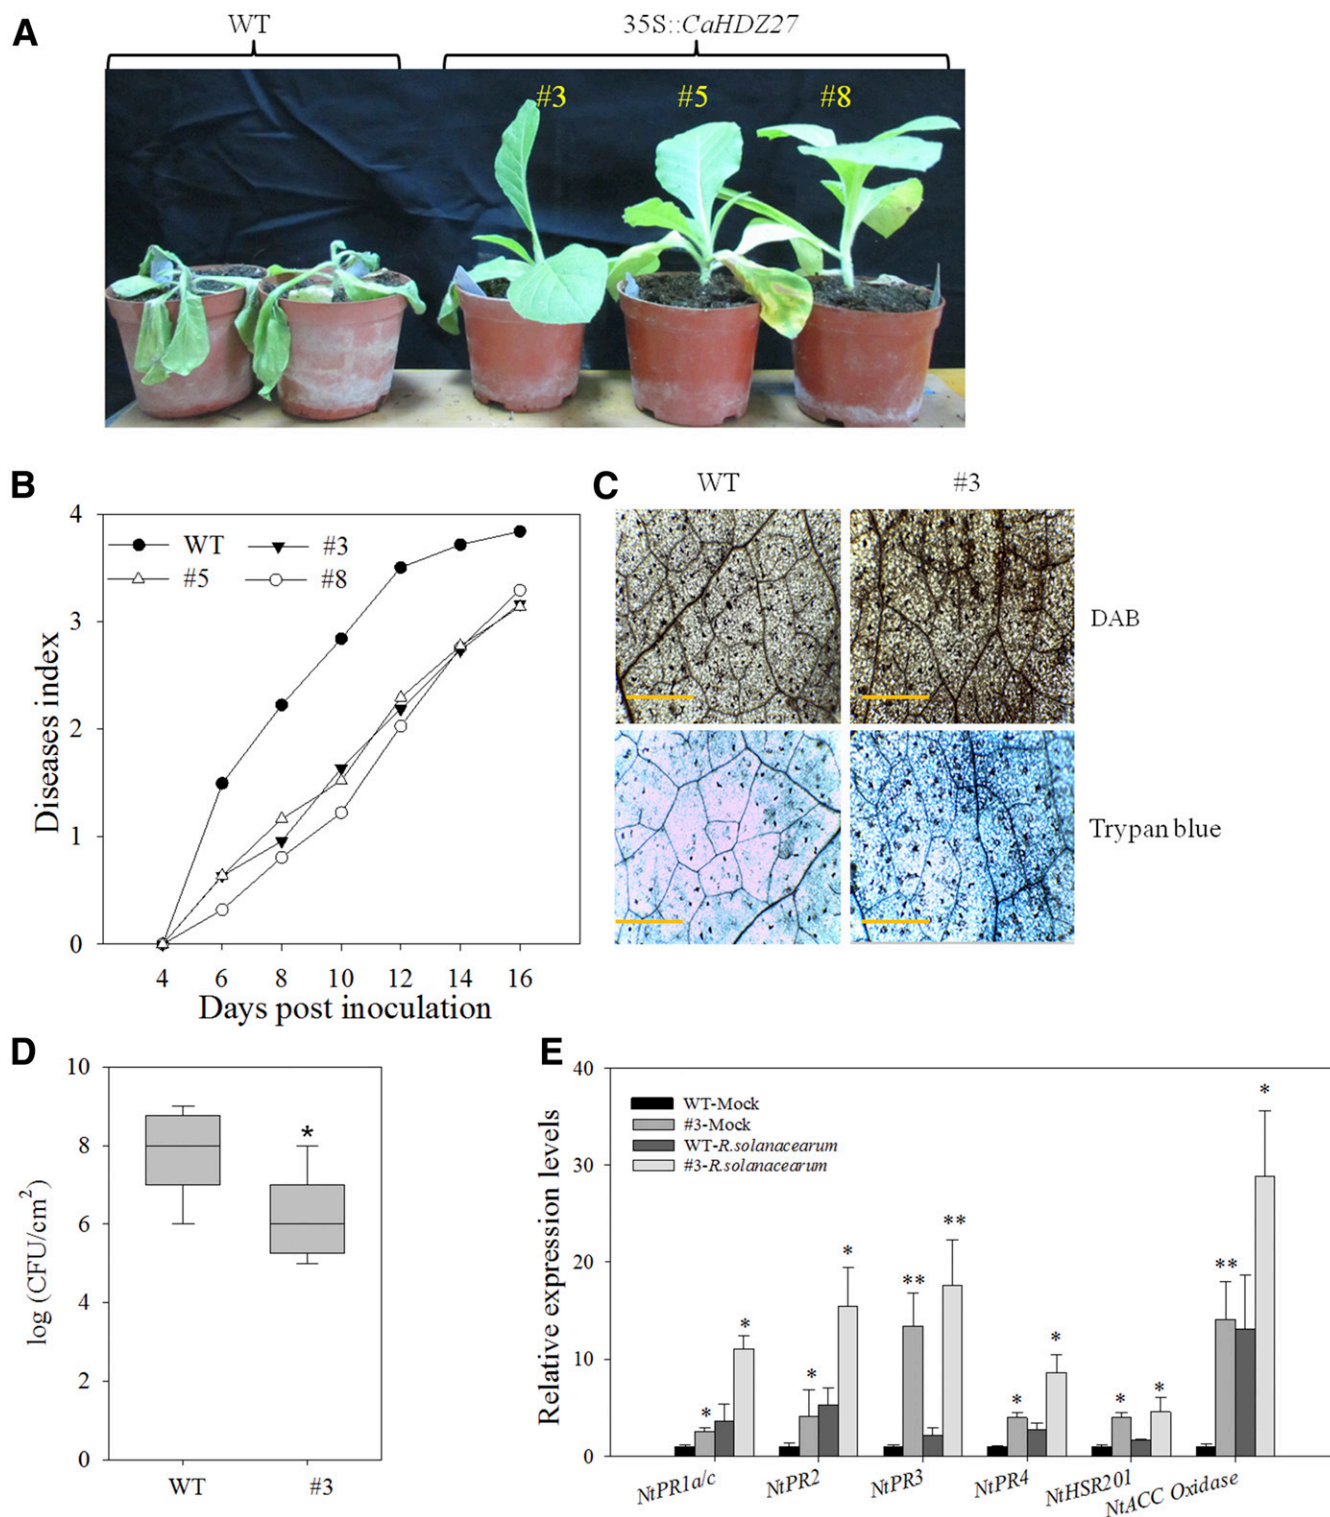 A
WT
35S::CaHDZ27
#3
#5
#8
B
4
3
2
1
0
WT
#3
#5
#8
Diseases index
4 6 8 10 12 14 16
Days post inoculation
C
WT
#3
DAB
Trypan blue
D
10
8
6
4
2
0
log (CFU/cm2)
*
WT
#3
E
40
30
20
10
0
Relative expression levels
WT-Mock
#3-Mock
WT-R.solanacearum
#3-R.solanacearum
* *
* *
** **
* *
* *
** *
NtPR1a/c
NtPR2
NtPR3
NtPR4
NtHSR201
NtACC Oxidase